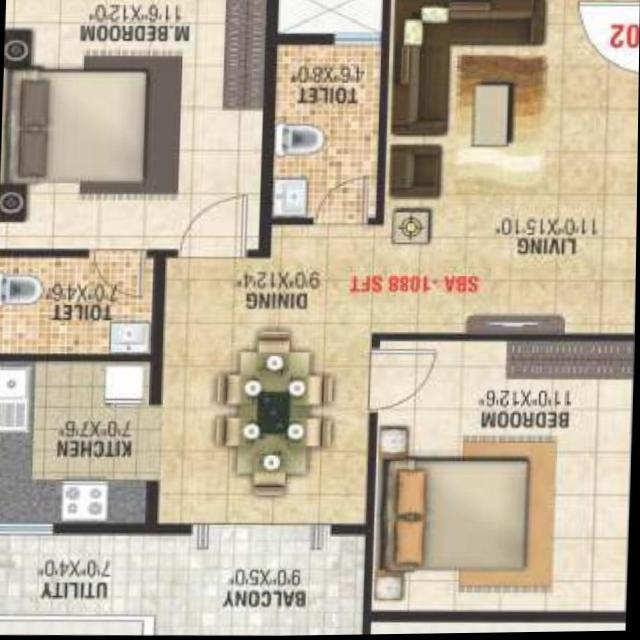 UTILITY
7'0"X4'0"
BALCONY
9'0"X5'0"
KITCHEN
7'0"X7'6"
BEDROOM
11'0"X12'6"
TOILET
7'0"X4'6"
DINING
9'0"X12'4"
SBA -1088 SFT
LIVING
11'0"X15'10"
TOILET
4'6"X8'0"
M.BEDROOM
11'6"X12'0"
02